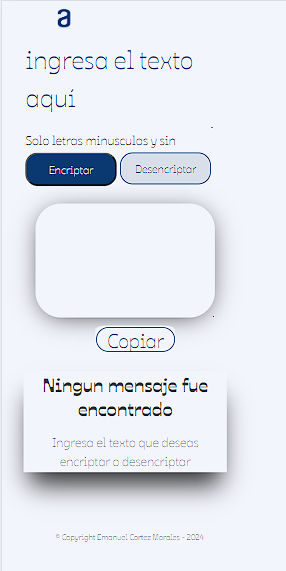 a
ingresa el texto
aquí
Solo letras minusculas y sin
Encriptar
Desencriptar
Copiar
Ningun mensaje fue
encontrado
Ingresa el texto que deseas
encriptar o desencriptar
© Copyright Emanuel Cortez Morales - 2024